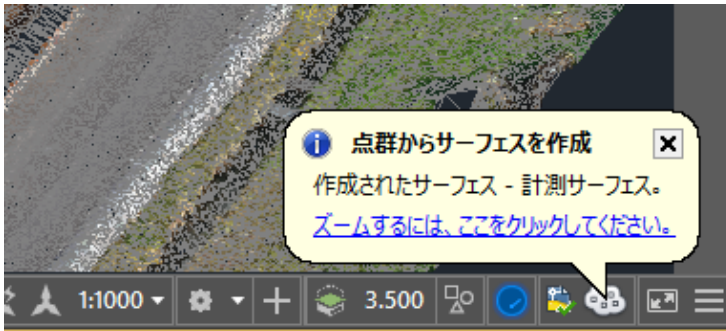 点群からサーフェスを作成
作成されたサーフェス - 計測サーフェス。
ズームするには、ここをクリックしてください。
1:1000
3.500